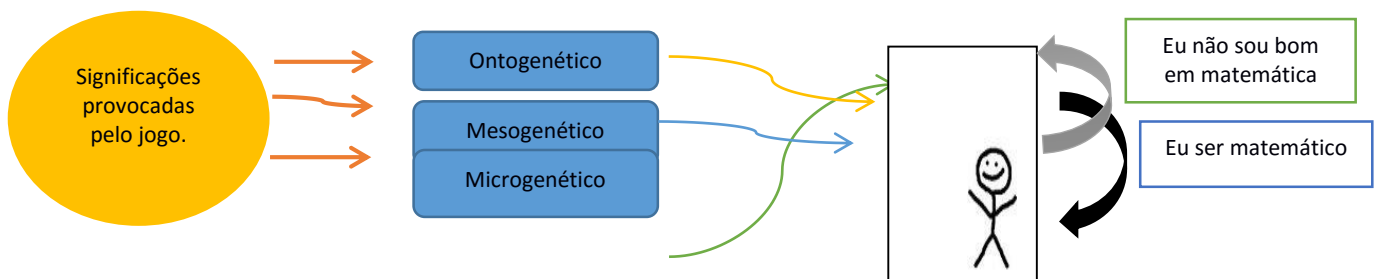 Significações
provocadas
pelo jogo.
Ontogenético
Mesogenético
Microgenético
Eu não sou bom
em matemática
Eu ser matemático